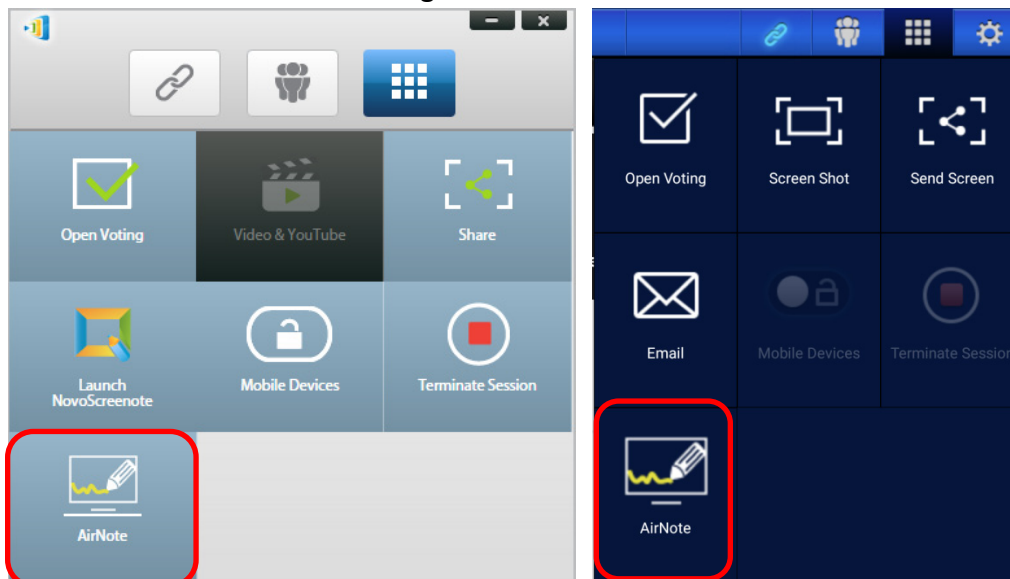 Open Voting
Video & YouTube
Share
Launch
NovoScreenote
Mobile Devices
Terminate Session
AirNote
Open Voting
Screen Shot
Send Screen
Email
Mobile Devices
Terminate Session
AirNote